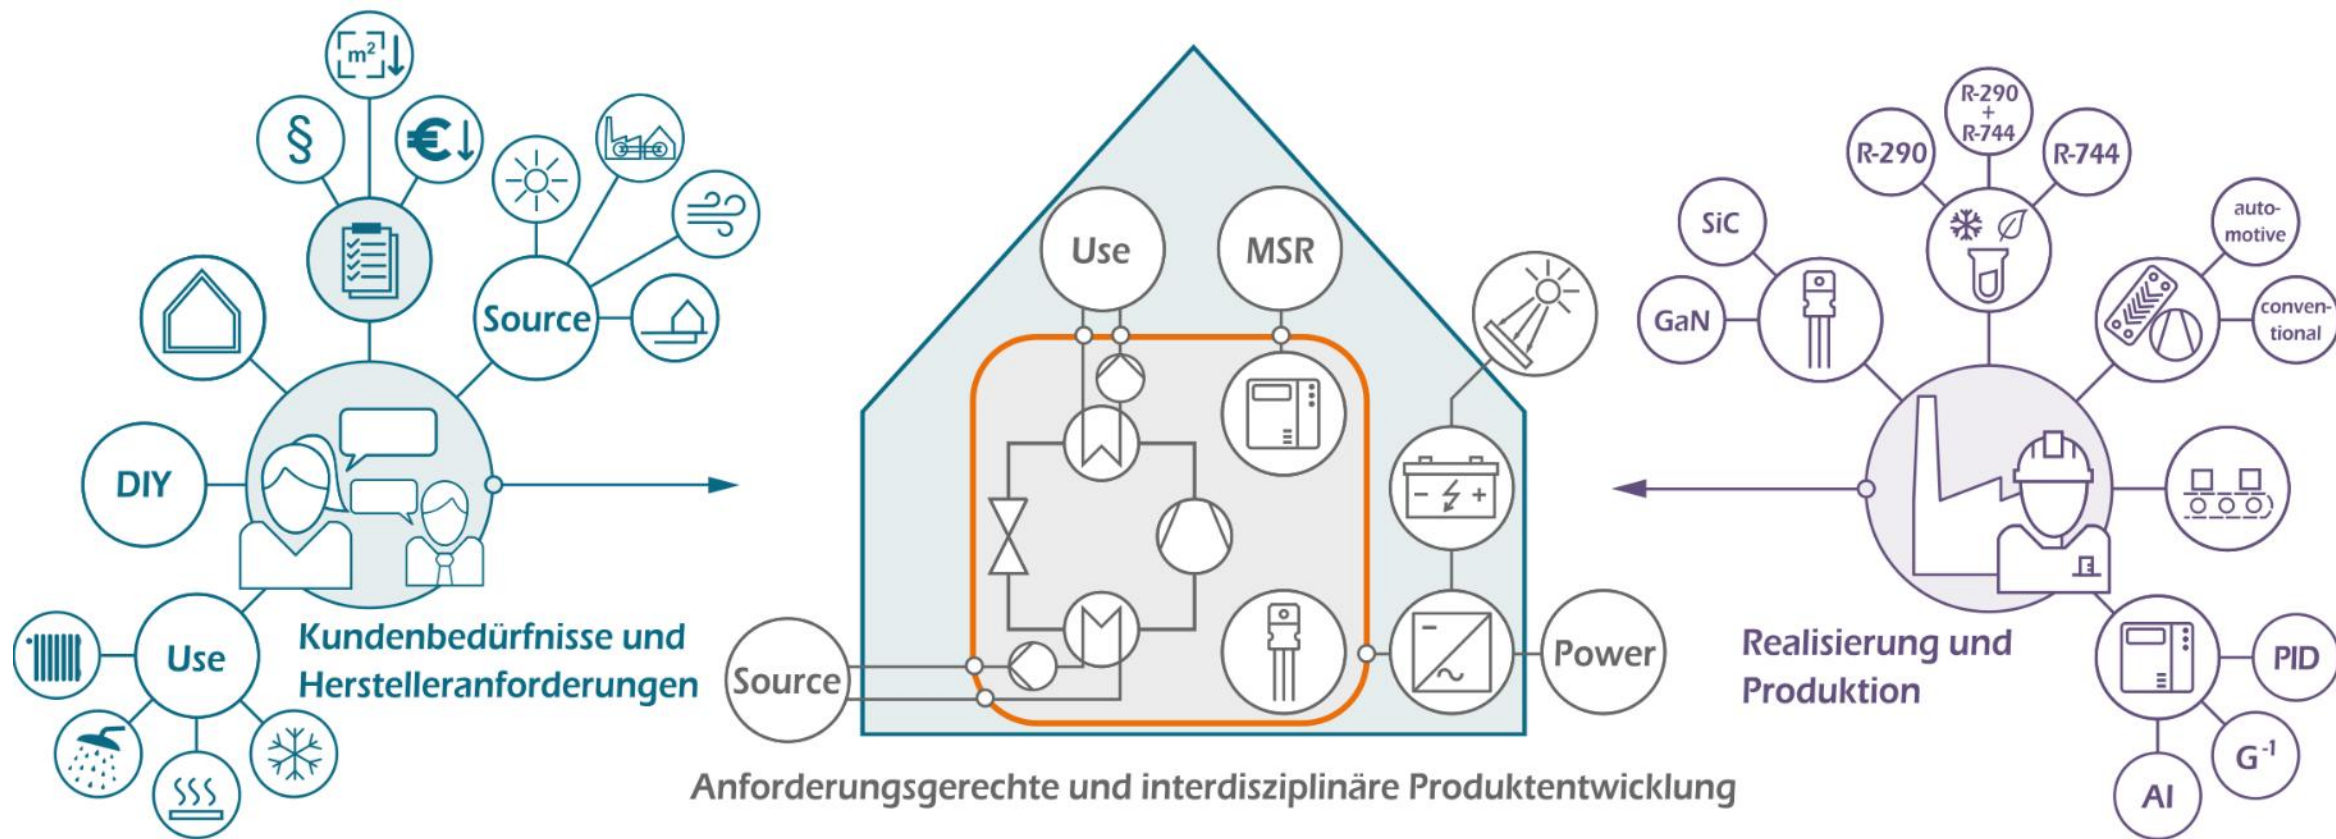 m²
§
€
Source
DIY
Use
Kundenbedürfnisse und
Herstelleranforderungen
Use
MSR
- +
Source
Power
Anforderungsgerechte und interdisziplinäre Produktentwicklung
R-290
+
R-744
R-290
R-744
SiC
GaN
auto-
motive
conven-
tional
Realisierung und
Produktion
PID
G⁻¹
AI